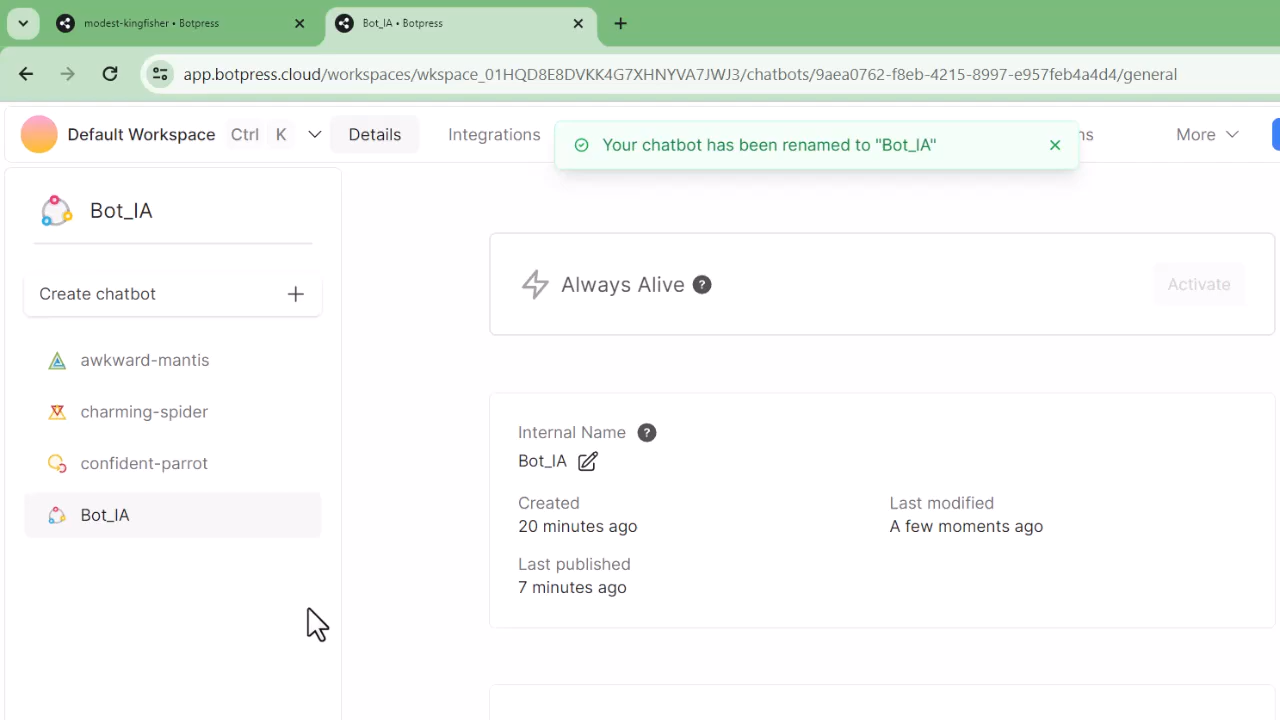 modest-kingfisher • Botpress
Bot_IA • Botpress
app.botpress.cloud/workspaces/wkspace_01HQD8E8DVKK4G7XHNYVA7JWJ3/chatbots/9aea0762-f8eb-4215-8997-e957feb4a4d4/general
Default Workspace Ctrl K Details Integrations ns More
Your chatbot has been renamed to "Bot_IA"
Bot_IA
Create chatbot
awkward-mantis
charming-spider
confident-parrot
Bot_IA
Always Alive ? Activate
Internal Name ?
Bot_IA
Created Last modified
20 minutes ago A few moments ago
Last published
7 minutes ago